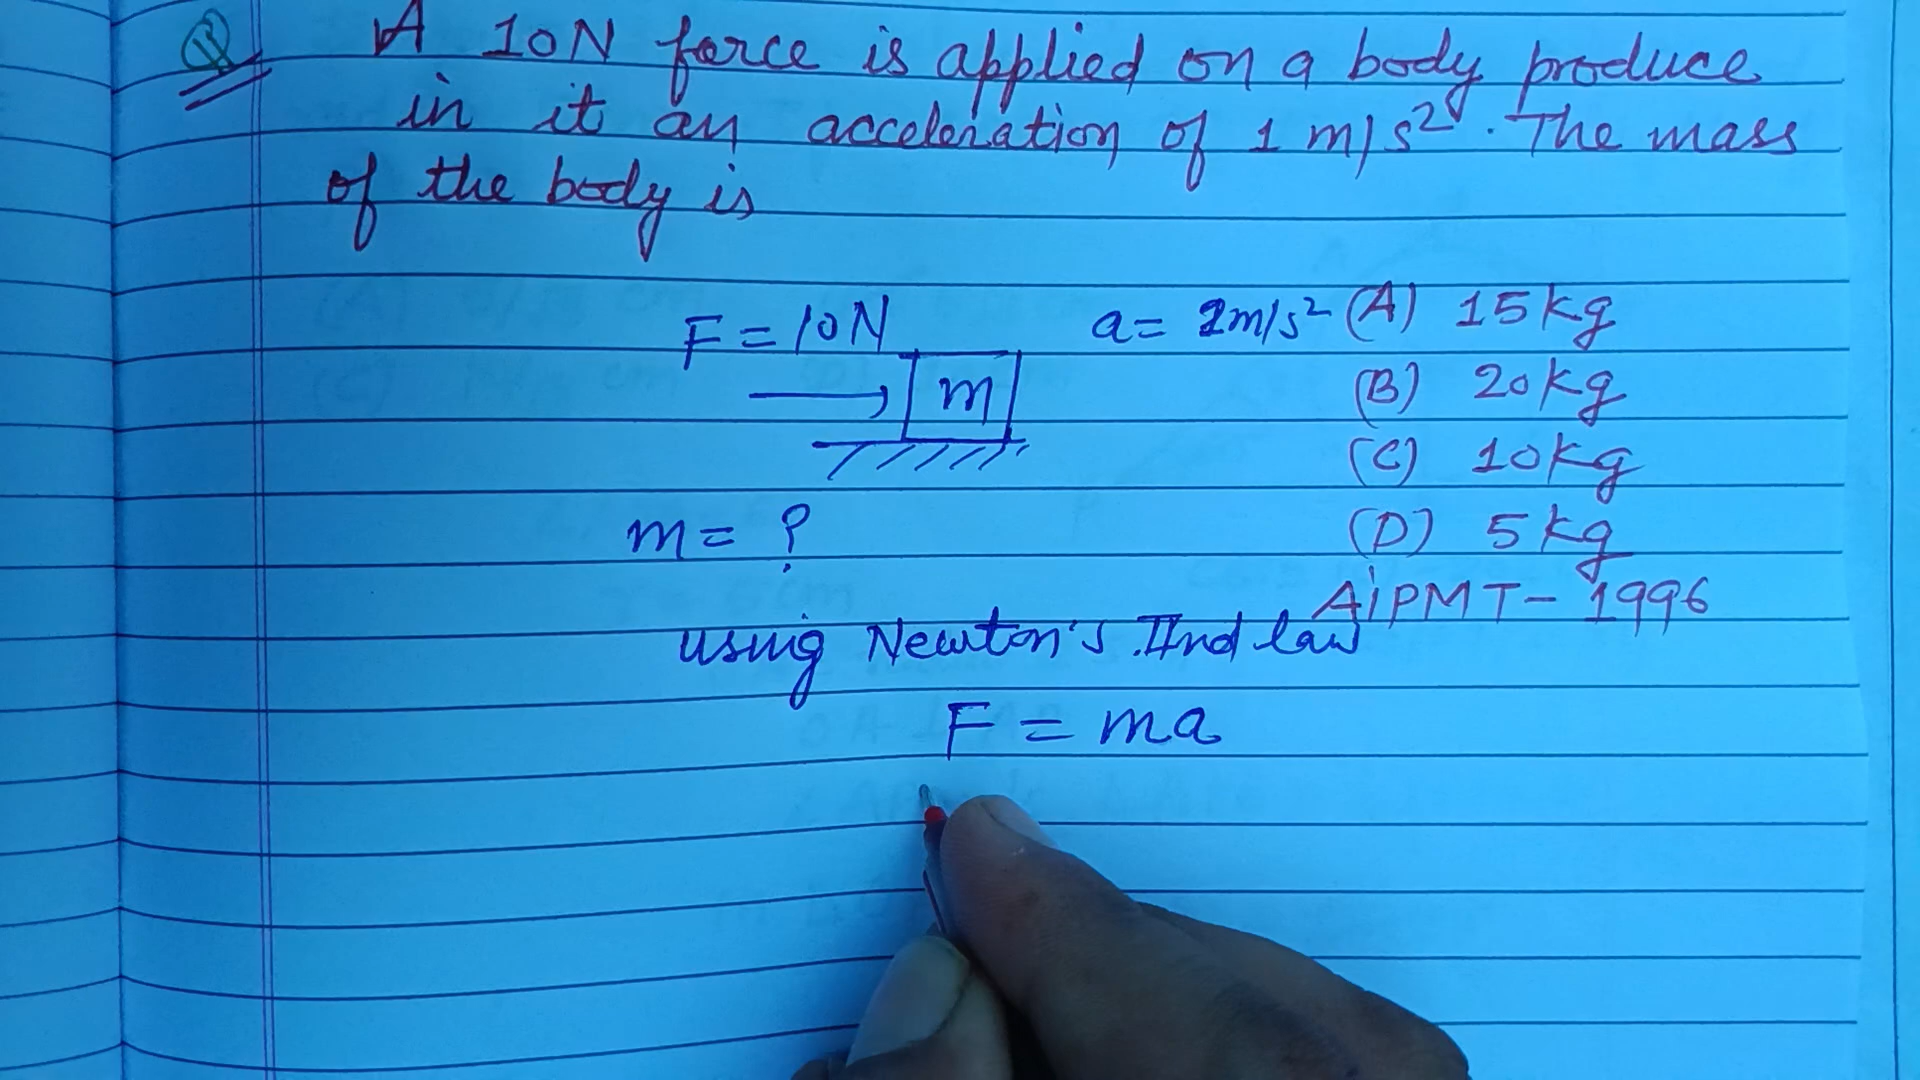 Q A 10N force is applied on a body produce
in it an acceleration of 1 m/s². The mass
of the body is
F = 10N
a = 1m/s²
(A) 15kg
m
(B) 20kg
(C) 10kg
m = ?
(D) 5kg
AiPMT - 1996
using Newton's IInd law
F = ma